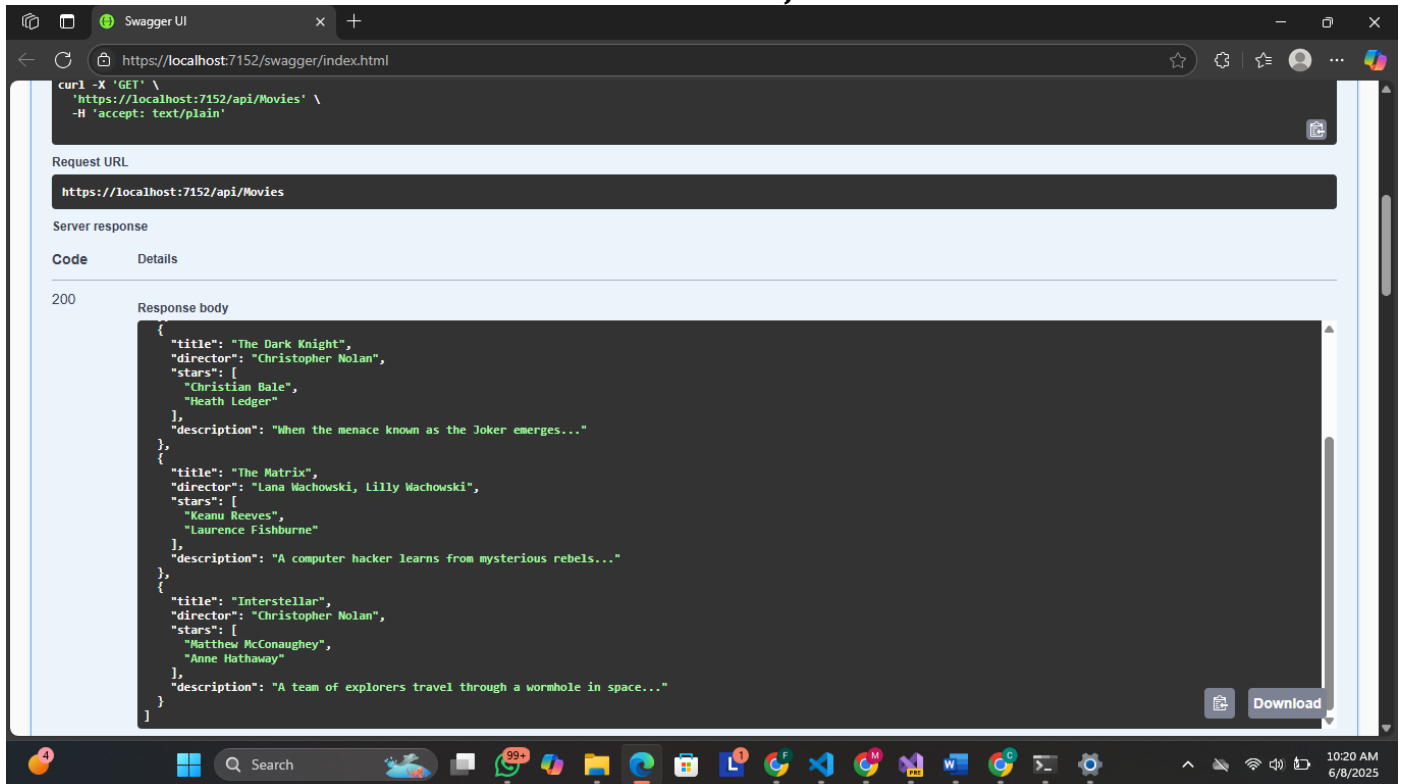 Swagger UI
https://localhost:7152/swagger/index.html
curl -X 'GET' \
'https://localhost:7152/api/Movies' \
-H 'accept: text/plain'
Request URL
https://localhost:7152/api/Movies
Server response
Code Details
200
Response body
{
"title": "The Dark Knight",
"director": "Christopher Nolan",
"stars": [
"Christian Bale",
"Heath Ledger"
],
"description": "When the menace known as the Joker emerges..."
},
{
"title": "The Matrix",
"director": "Lana Wachowski, Lilly Wachowski",
"stars": [
"Keanu Reeves",
"Laurence Fishburne"
],
"description": "A computer hacker learns from mysterious rebels..."
},
{
"title": "Interstellar",
"director": "Christopher Nolan",
"stars": [
"Matthew McConaughey",
"Anne Hathaway"
],
"description": "A team of explorers travel through a wormhole in space..."
}
]
Download
4
Search
99+
L
1
F
M
PRE
W
C
10:20 AM
6/8/2025